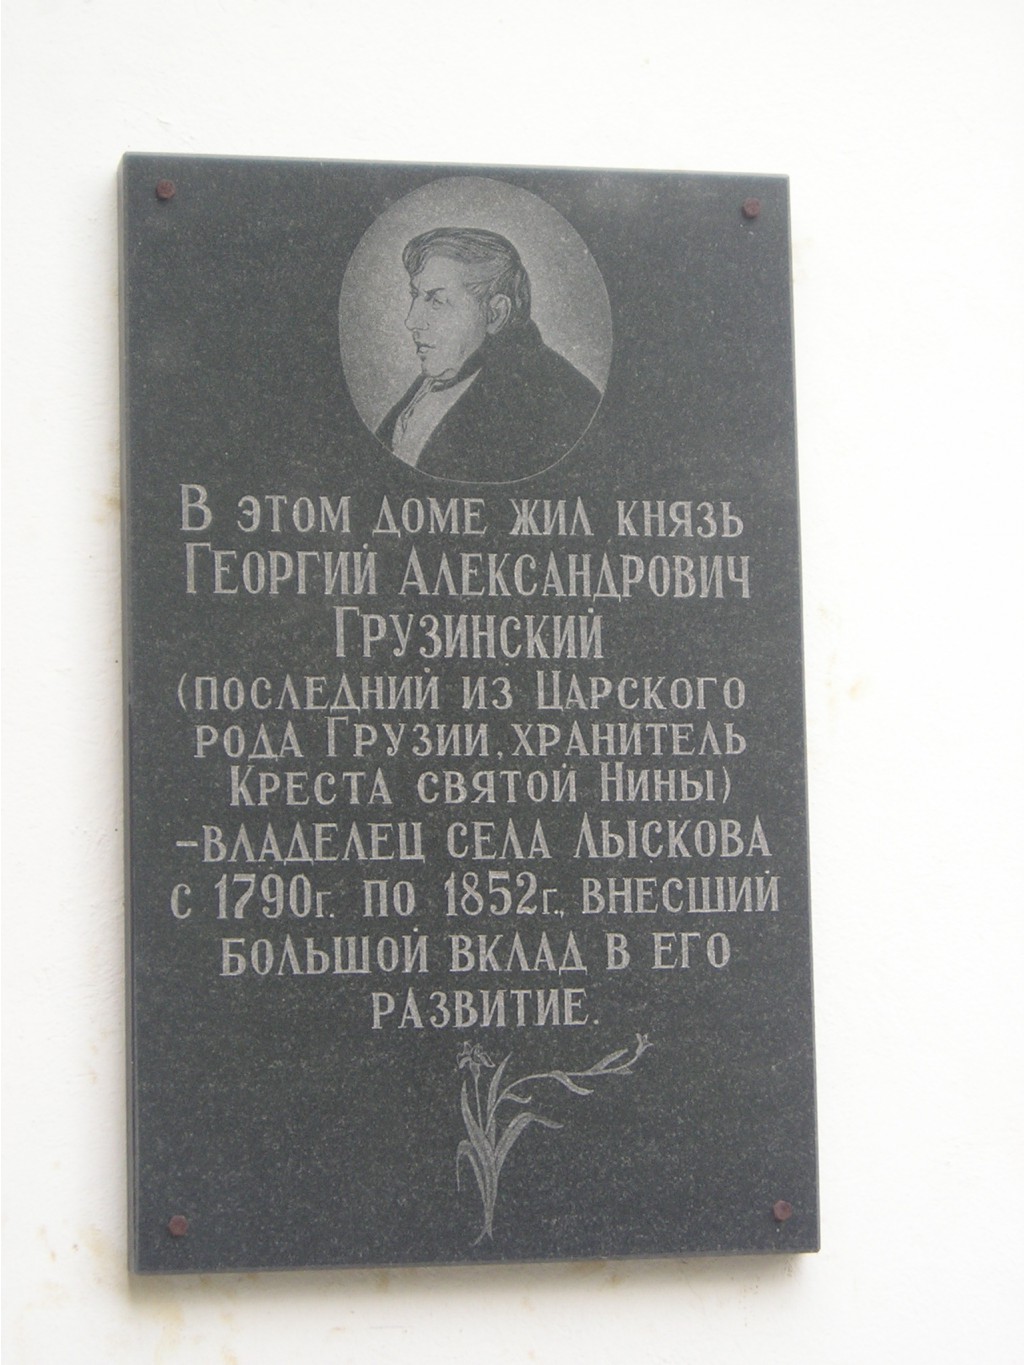 В ЭТОМ ДОМЕ ЖИЛ КНЯЗЬ
ГЕОРГИЙ АЛЕКСАНДРОВИЧ
ГРУЗИНСКИЙ
(ПОСЛЕДНИЙ ИЗ ЦАРСКОГО
РОДА ГРУЗИИ, ХРАНИТЕЛЬ
КРЕСТА СВЯТОЙ НИНЫ)
-ВЛАДЕЛЕЦ СЕЛА ЛЫСКОВА
С 1790г. ПО 1852г., ВНЕСШИЙ
БОЛЬШОЙ ВКЛАД В ЕГО
РАЗВИТИЕ.